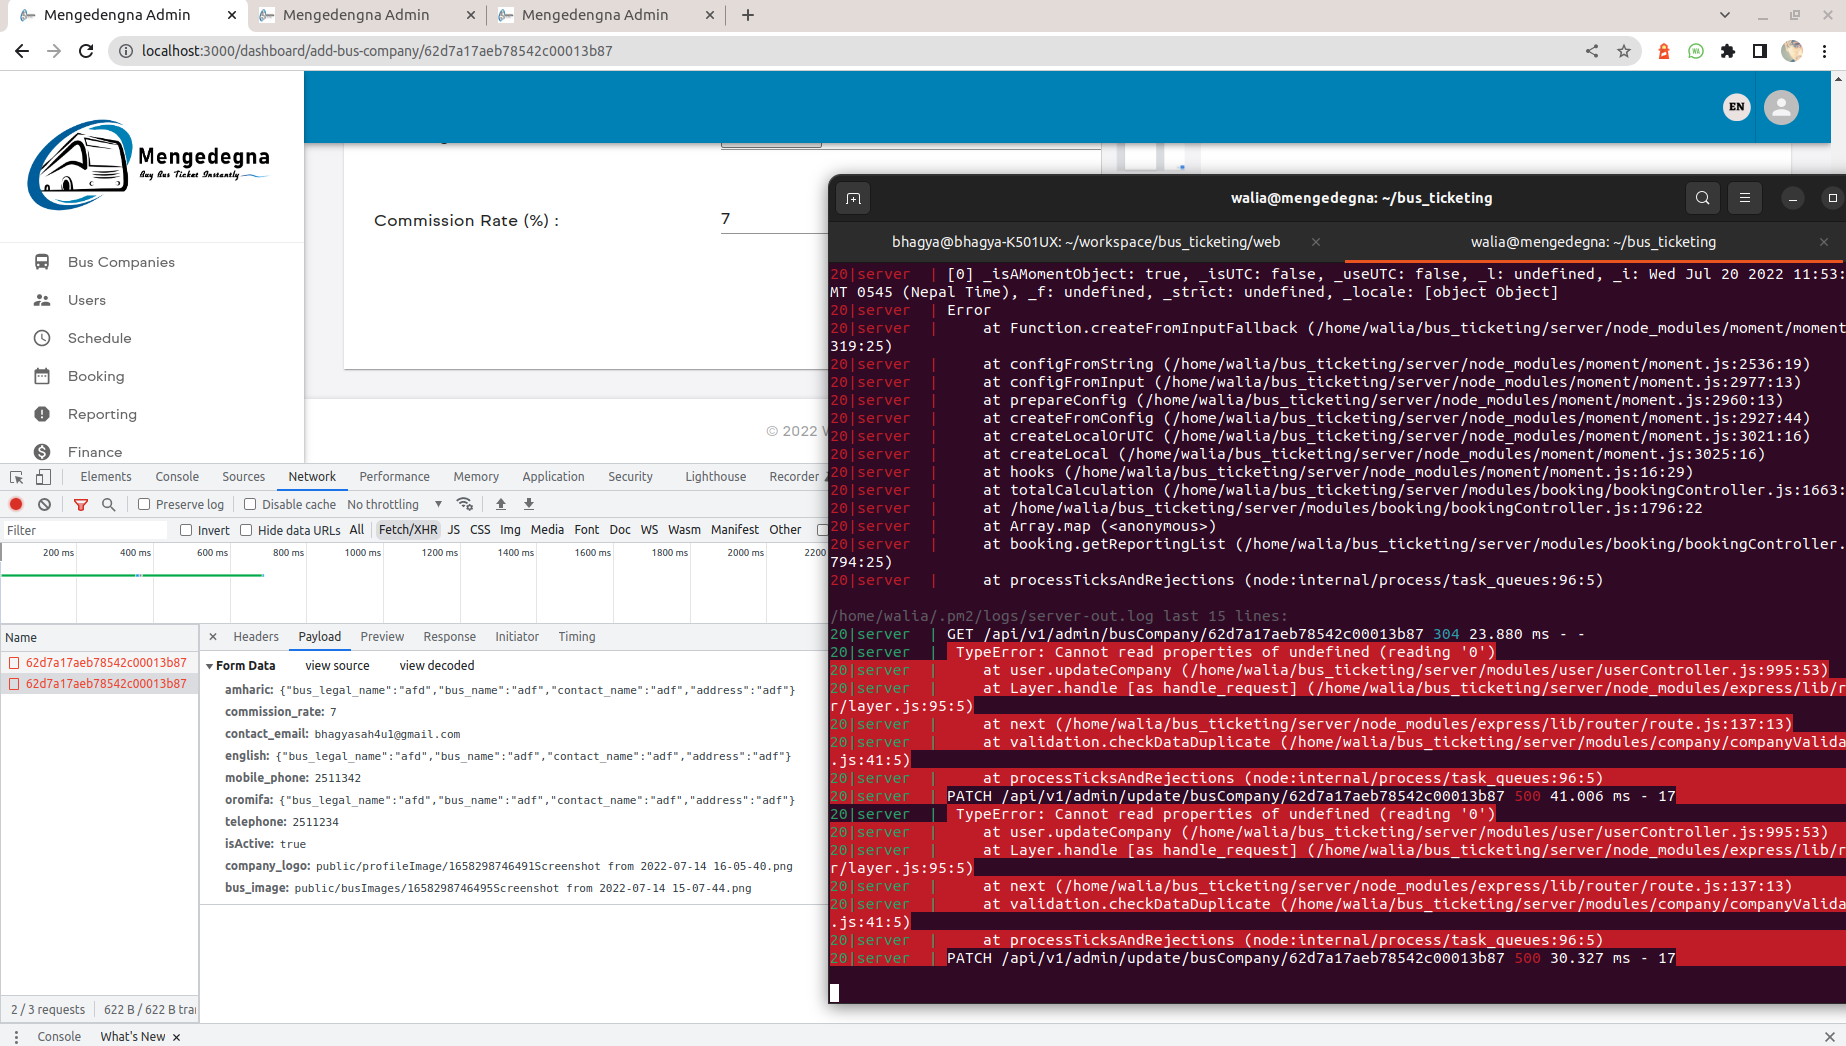 Mengedengna Admin
Mengedengna Admin
Mengedengna Admin
localhost:3000/dashboard/add-bus-company/62d7a17aeb78542c00013b87
Mengedegna
Buy Bus Ticket Instantly
EN
Bus Companies
Users
Schedule
Booking
Reporting
Finance
Commission Rate (%) :
7
© 2022
Elements Console Sources Network Performance Memory Application Security Lighthouse Recorder
Preserve log Disable cache No throttling
Filter Invert Hide data URLs All Fetch/XHR JS CSS Img Media Font Doc WS Wasm Manifest Other
200 ms 400 ms 600 ms 800 ms 1000 ms 1200 ms 1400 ms 1600 ms 1800 ms 2000 ms 2200
Name
62d7a17aeb78542c00013b87
62d7a17aeb78542c00013b87
Headers Payload Preview Response Initiator Timing
Form Data view source view decoded
amharic: {"bus_legal_name":"afd","bus_name":"adf","contact_name":"adf","address":"adf"}
commission_rate: 7
contact_email: bhagyasah4u1@gmail.com
english: {"bus_legal_name":"afd","bus_name":"adf","contact_name":"adf","address":"adf"}
mobile_phone: 2511342
oromifa: {"bus_legal_name":"afd","bus_name":"adf","contact_name":"adf","address":"adf"}
telephone: 2511234
isActive: true
company_logo: public/profileImage/1658298746491Screenshot from 2022-07-14 16-05-40.png
bus_image: public/busImages/1658298746495Screenshot from 2022-07-14 15-07-44.png
2 / 3 requests 622 B / 622 B tra
Console What's New
walia@mengedegna: ~/bus_ticketing
bhagya@bhagya-K501UX: ~/workspace/bus_ticketing/web
walia@mengedegna: ~/bus_ticketing
20|server | [0] _isAMomentObject: true, _isUTC: false, _useUTC: false, _l: undefined, _i: Wed Jul 20 2022 11:53:
MT 0545 (Nepal Time), _f: undefined, _strict: undefined, _locale: [object Object]
20|server | Error
20|server | at Function.createFromInputFallback (/home/walia/bus_ticketing/server/node_modules/moment/moment
319:25)
20|server | at configFromString (/home/walia/bus_ticketing/server/node_modules/moment/moment.js:2536:19)
20|server | at configFromInput (/home/walia/bus_ticketing/server/node_modules/moment/moment.js:2977:13)
20|server | at prepareConfig (/home/walia/bus_ticketing/server/node_modules/moment/moment.js:2960:13)
20|server | at createFromConfig (/home/walia/bus_ticketing/server/node_modules/moment/moment.js:2927:44)
20|server | at createLocalOrUTC (/home/walia/bus_ticketing/server/node_modules/moment/moment.js:3021:16)
20|server | at createLocal (/home/walia/bus_ticketing/server/node_modules/moment/moment.js:3025:16)
20|server | at hooks (/home/walia/bus_ticketing/server/node_modules/moment/moment.js:16:29)
20|server | at totalCalculation (/home/walia/bus_ticketing/server/modules/booking/bookingController.js:1663:
20|server | at /home/walia/bus_ticketing/server/modules/booking/bookingController.js:1796:22
20|server | at Array.map (<anonymous>)
20|server | at booking.getReportingList (/home/walia/bus_ticketing/server/modules/booking/bookingController.
794:25)
20|server | at processTicksAndRejections (node:internal/process/task_queues:96:5)
/home/walia/.pm2/logs/server-out.log last 15 lines:
20|server | GET /api/v1/admin/busCompany/62d7a17aeb78542c00013b87 304 23.880 ms - -
20|server | TypeError: Cannot read properties of undefined (reading '0')
20|server | at user.updateCompany (/home/walia/bus_ticketing/server/modules/user/userController.js:995:53)
20|server | at Layer.handle [as handle_request] (/home/walia/bus_ticketing/server/node_modules/express/lib/r
r/layer.js:95:5)
20|server | at next (/home/walia/bus_ticketing/server/node_modules/express/lib/router/route.js:137:13)
20|server | at validation.checkDataDuplicate (/home/walia/bus_ticketing/server/modules/company/companyValida
.js:41:5)
20|server | at processTicksAndRejections (node:internal/process/task_queues:96:5)
20|server | PATCH /api/v1/admin/update/busCompany/62d7a17aeb78542c00013b87 500 41.006 ms - 17
20|server | TypeError: Cannot read properties of undefined (reading '0')
20|server | at user.updateCompany (/home/walia/bus_ticketing/server/modules/user/userController.js:995:53)
20|server | at Layer.handle [as handle_request] (/home/walia/bus_ticketing/server/node_modules/express/lib/r
r/layer.js:95:5)
20|server | at next (/home/walia/bus_ticketing/server/node_modules/express/lib/router/route.js:137:13)
20|server | at validation.checkDataDuplicate (/home/walia/bus_ticketing/server/modules/company/companyValida
.js:41:5)
20|server | at processTicksAndRejections (node:internal/process/task_queues:96:5)
20|server | PATCH /api/v1/admin/update/busCompany/62d7a17aeb78542c00013b87 500 30.327 ms - 17